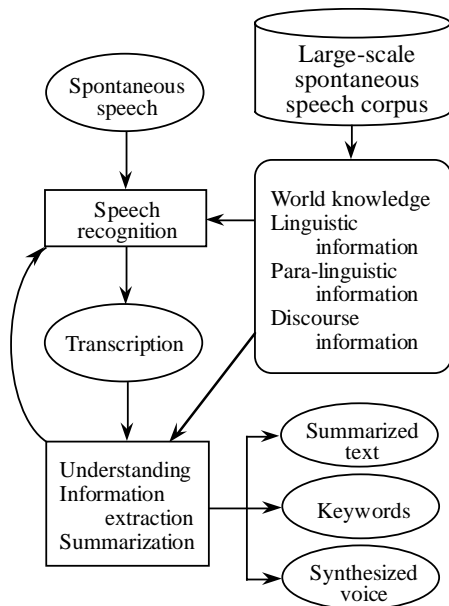 Large-scale
spontaneous
speech corpus
Spontaneous
speech
World knowledge
Linguistic
information
Para-linguistic
information
Discourse
information
Speech
recognition
Transcription
Understanding
Information
extraction
Summarization
Summarized
text
Keywords
Synthesized
voice